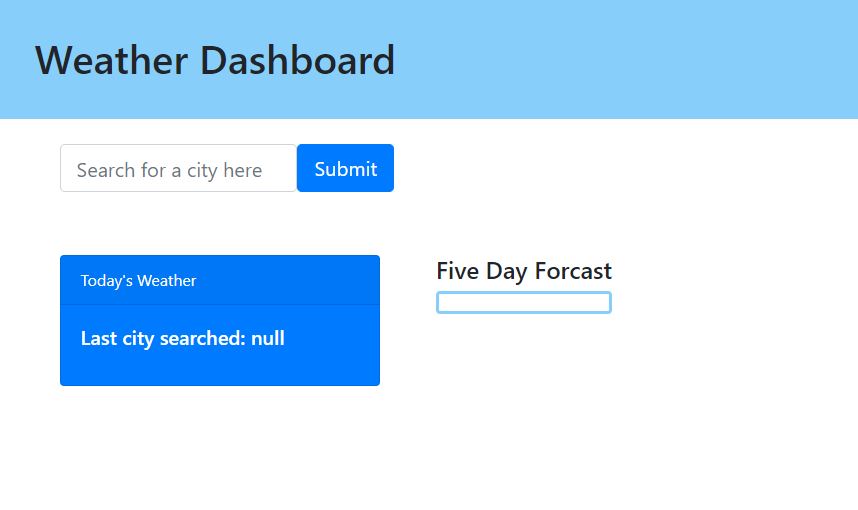 Weather Dashboard
Search for a city here
Submit
Today's Weather
Last city searched: null
Five Day Forcast